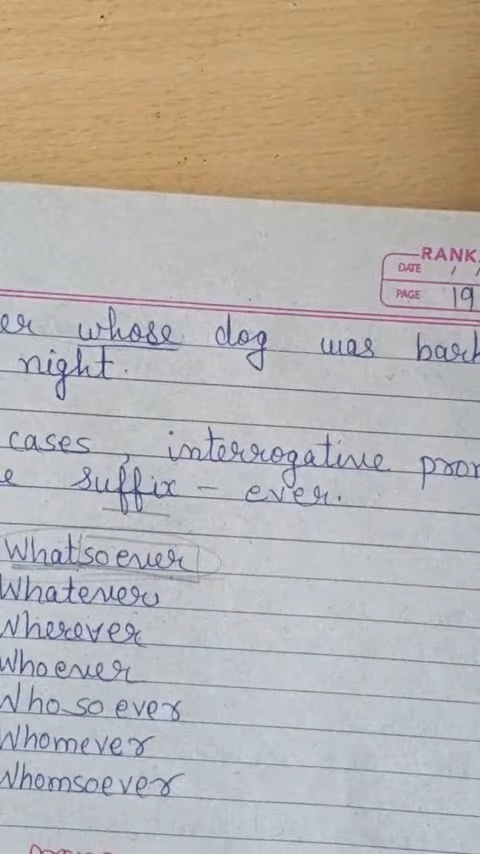 RANK
DATE / /
PAGE 19
er whose dog was bark
night.
cases, interrogative pron
e suffix - ever.
Whatsoever
Whatever
Wherever
Whoever
Who so ever
Whomever
Whomsoever